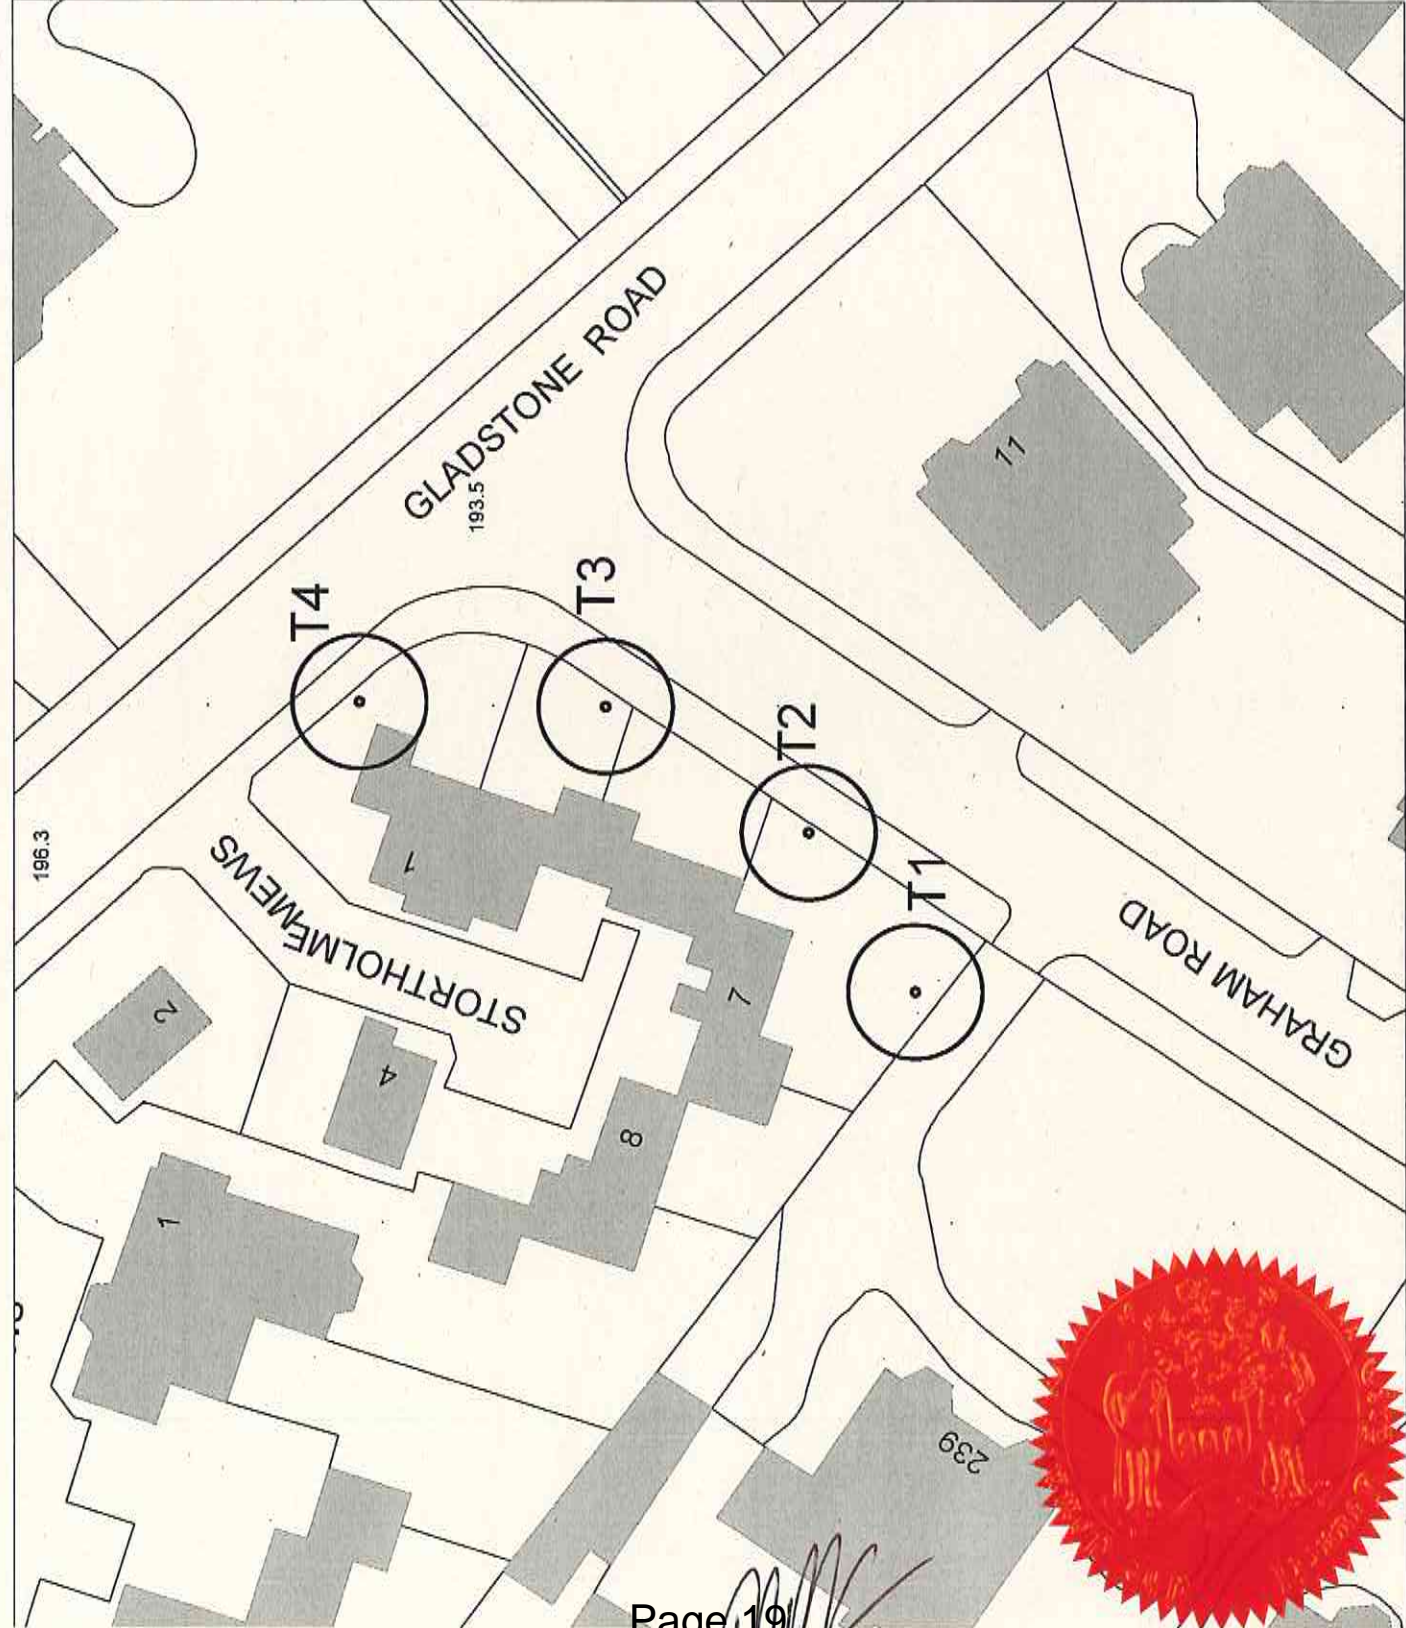 GLADSTONE ROAD
193.5
11
T4
T3
T2
T1
196.3
STORTHOLME MEWS
1
2
4
7
8
1
GRAHAM ROAD
239
Page 19